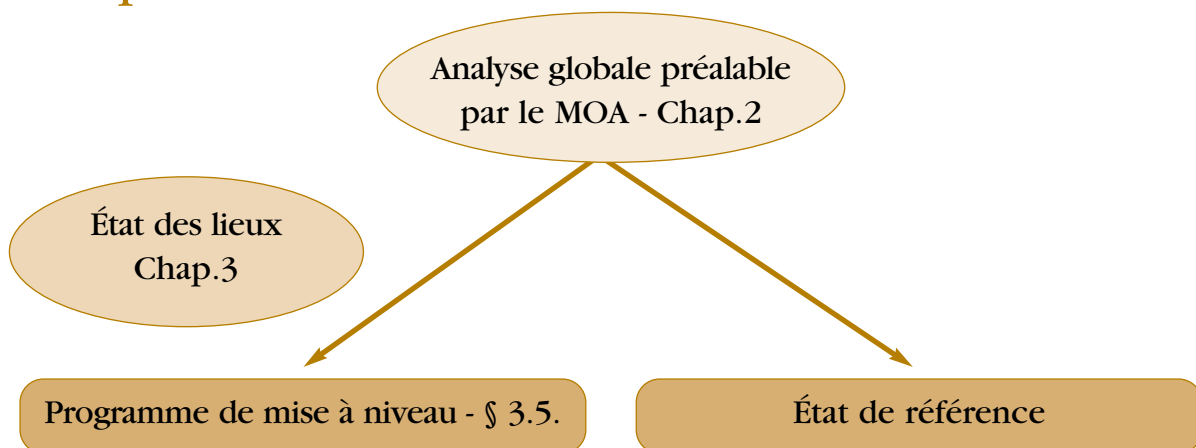 Analyse globale préalable
par le MOA - Chap.2
État des lieux
Chap.3
Programme de mise à niveau - § 3.5.
État de référence